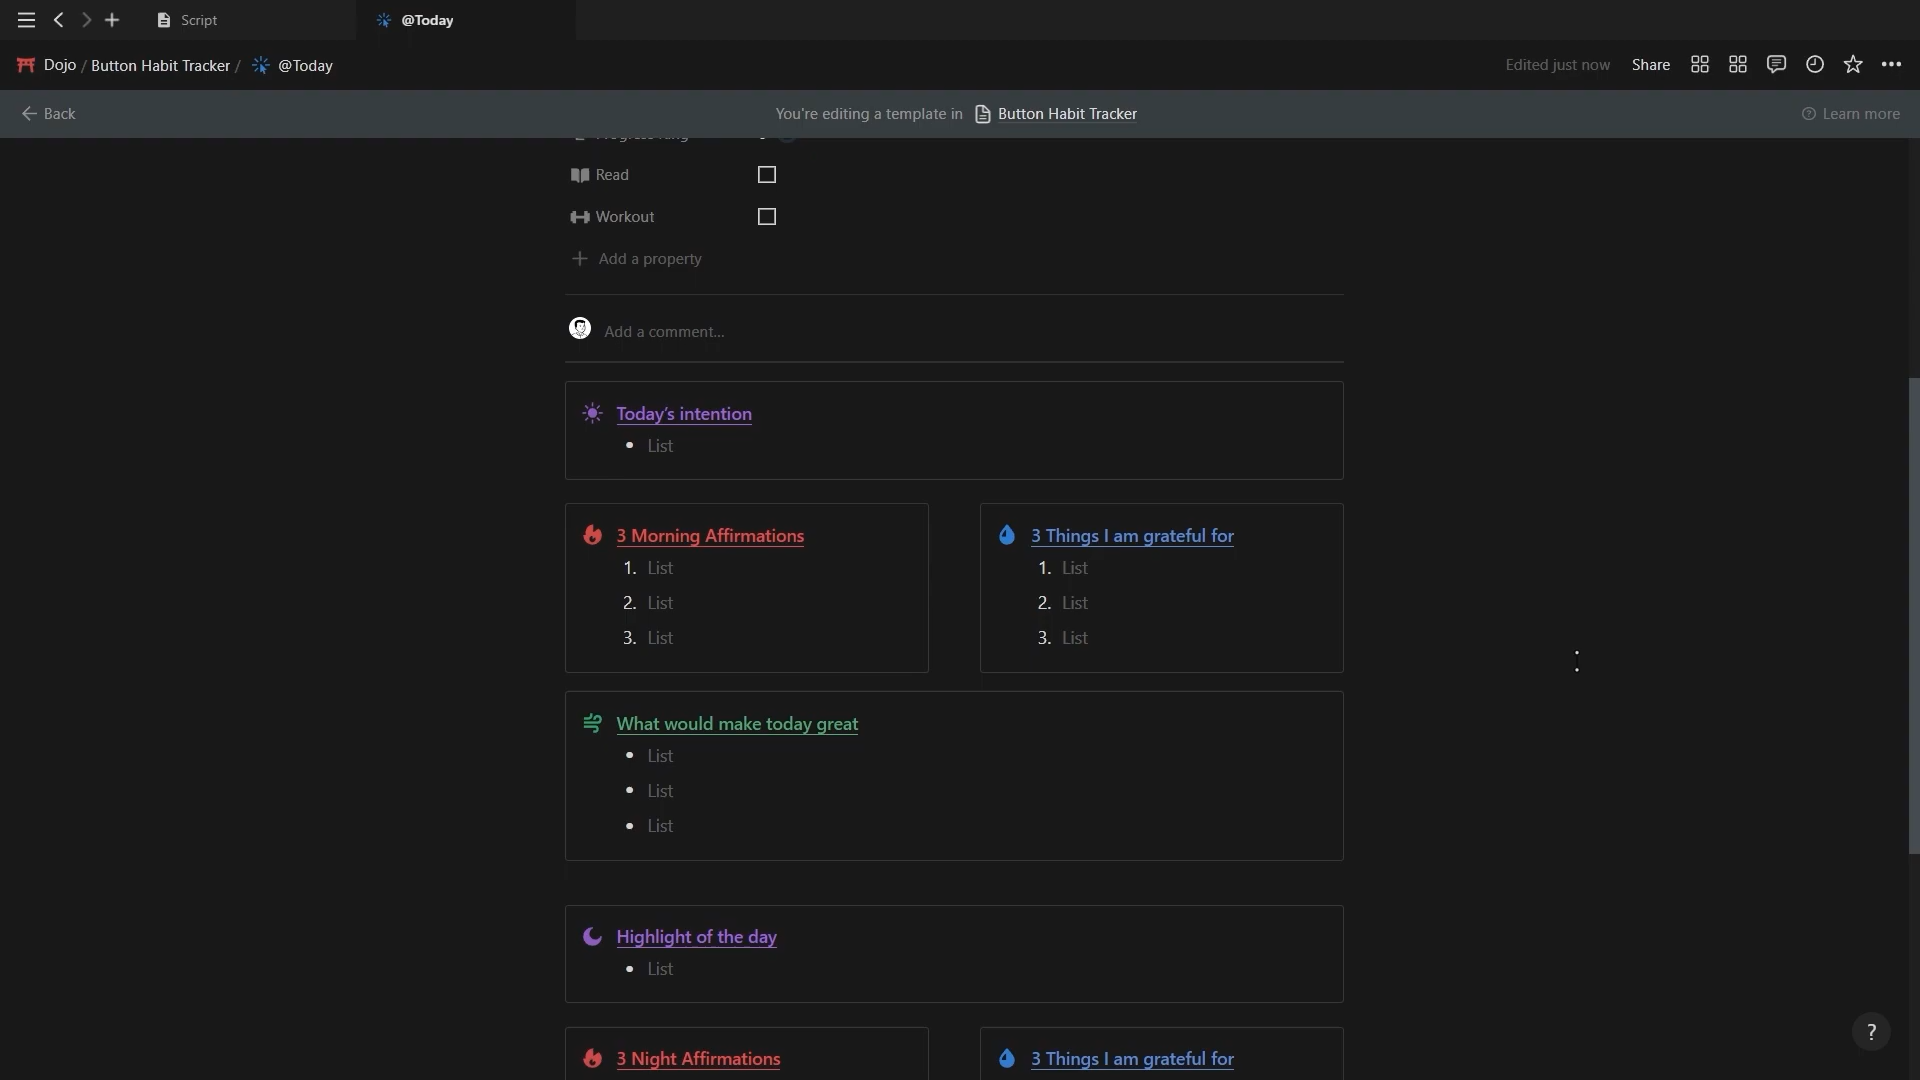 Script
@Today
Dojo / Button Habit Tracker / @Today
Edited just now
Share
Back
You're editing a template in Button Habit Tracker
Learn more
Read
Workout
Add a property
Add a comment...
Today's intention
• List
3 Morning Affirmations
1. List
2. List
3. List
3 Things I am grateful for
1. List
2. List
3. List
What would make today great
• List
• List
• List
Highlight of the day
• List
3 Night Affirmations
3 Things I am grateful for
?